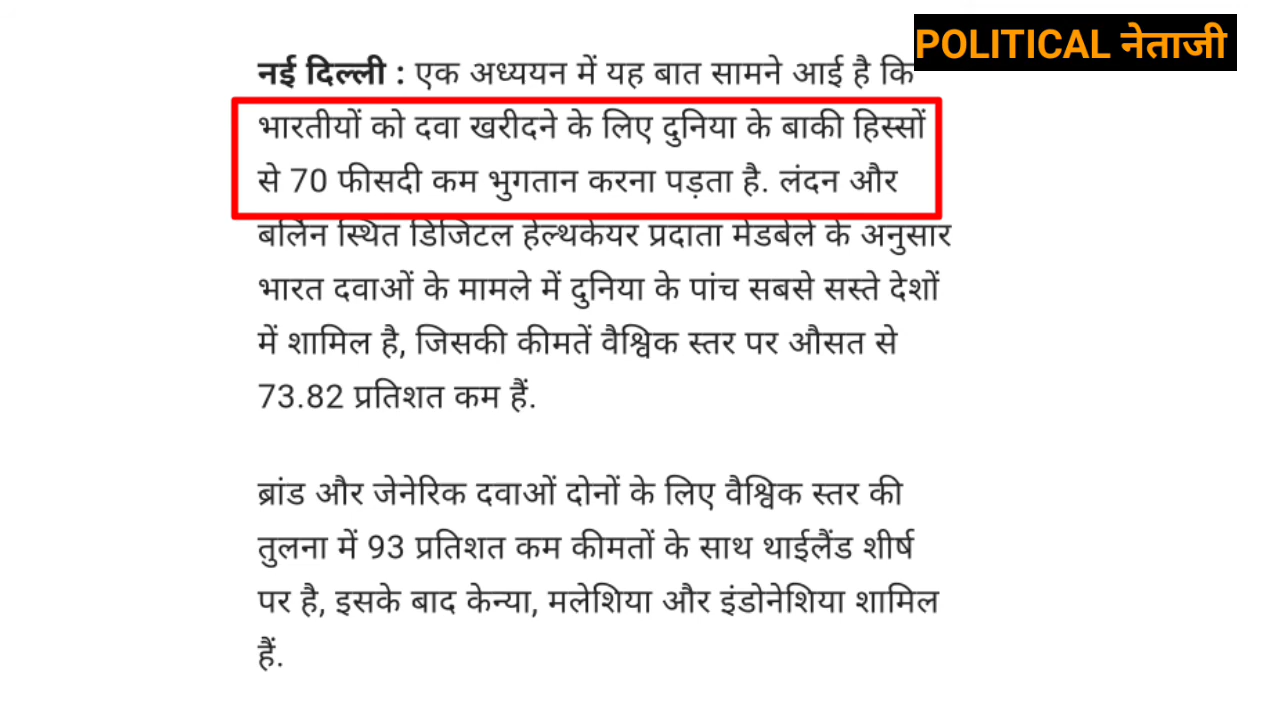 POLITICAL नेताजी
नई दिल्ली : एक अध्ययन में यह बात सामने आई है कि
भारतीयों को दवा खरीदने के लिए दुनिया के बाकी हिस्सों
से 70 फीसदी कम भुगतान करना पड़ता है. लंदन और
बर्लिन स्थित डिजिटल हेल्थकेयर प्रदाता मेडबेले के अनुसार
भारत दवाओं के मामले में दुनिया के पांच सबसे सस्ते देशों
में शामिल है, जिसकी कीमतें वैश्विक स्तर पर औसत से
73.82 प्रतिशत कम हैं.
ब्रांड और जेनेरिक दवाओं दोनों के लिए वैश्विक स्तर की
तुलना में 93 प्रतिशत कम कीमतों के साथ थाईलैंड शीर्ष
पर है, इसके बाद केन्या, मलेशिया और इंडोनेशिया शामिल
हैं.